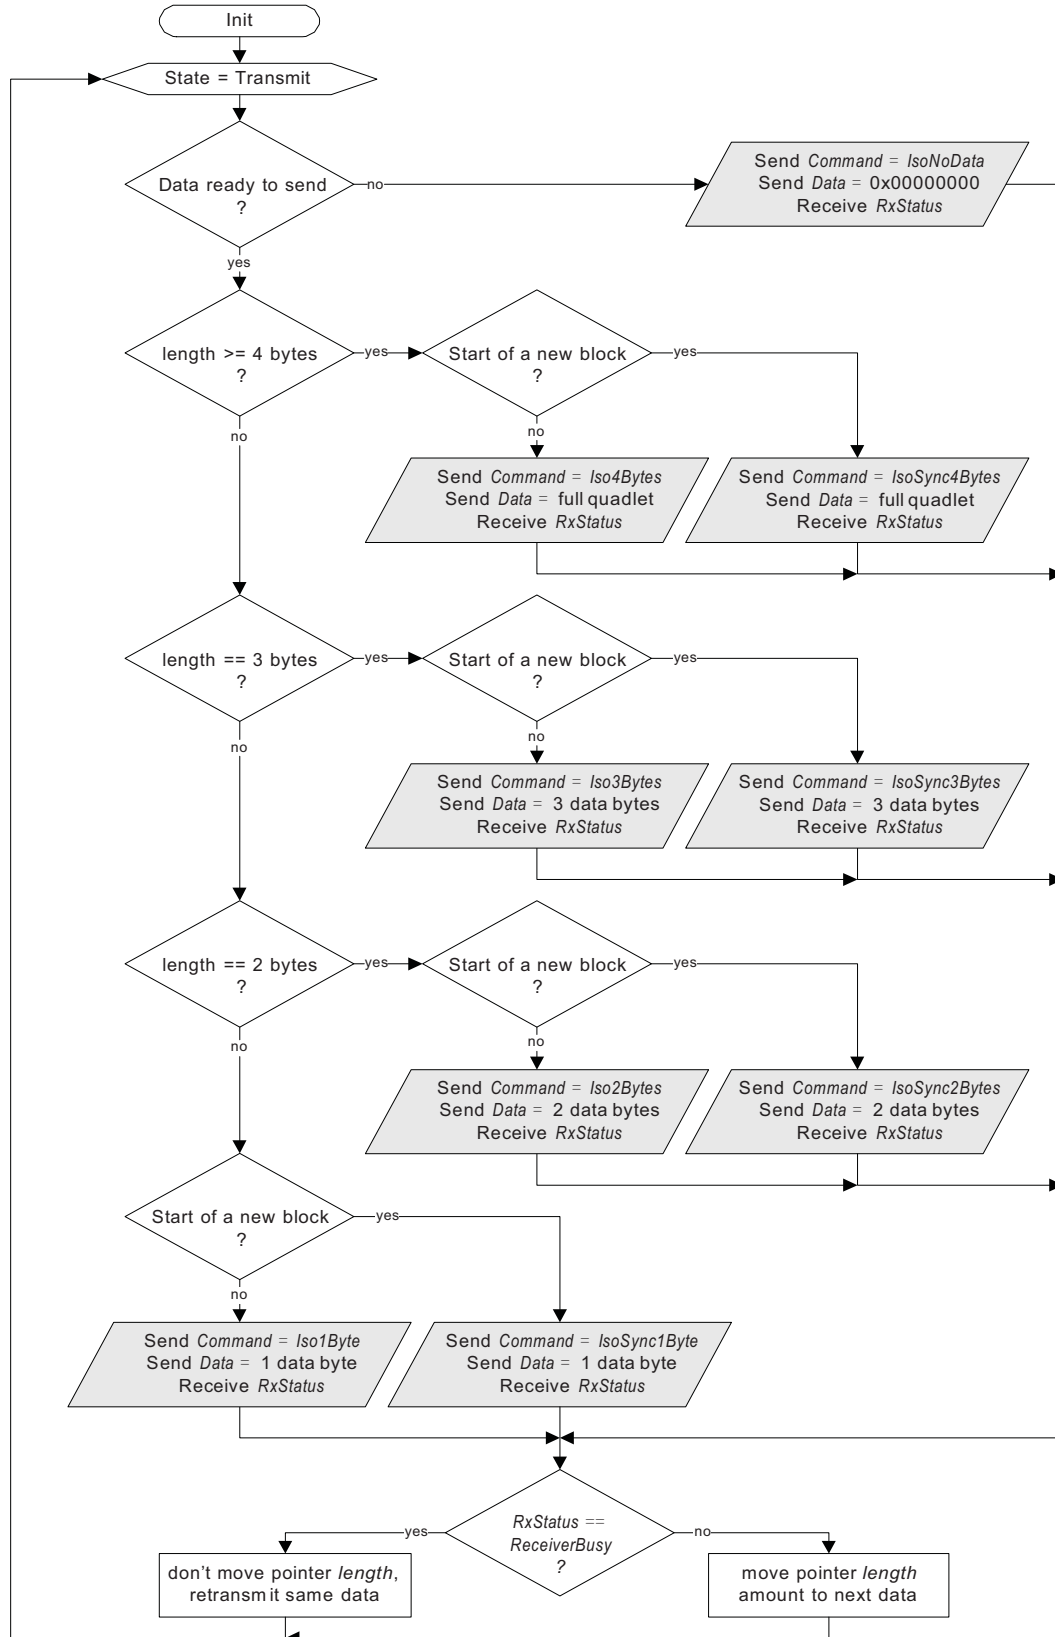 Init
State = Transmit
Data ready to send
?
no
Send Command = IsoNoData
Send Data = 0x00000000
Receive RxStatus
yes
length >= 4 bytes
?
yes
Start of a new block
?
yes
no
no
Send Command = Iso4Bytes
Send Data = full quadlet
Receive RxStatus
Send Command = IsoSync4Bytes
Send Data = full quadlet
Receive RxStatus
length == 3 bytes
?
yes
Start of a new block
?
yes
no
no
Send Command = Iso3Bytes
Send Data = 3 data bytes
Receive RxStatus
Send Command = IsoSync3Bytes
Send Data = 3 data bytes
Receive RxStatus
length == 2 bytes
?
yes
Start of a new block
?
yes
no
no
Send Command = Iso2Bytes
Send Data = 2 data bytes
Receive RxStatus
Send Command = IsoSync2Bytes
Send Data = 2 data bytes
Receive RxStatus
Start of a new block
?
yes
no
Send Command = Iso1Byte
Send Data = 1 data byte
Receive RxStatus
Send Command = IsoSync1Byte
Send Data = 1 data byte
Receive RxStatus
RxStatus ==
ReceiverBusy
?
yes
no
don't move pointer length,
retransmit same data
move pointer length
amount to next data